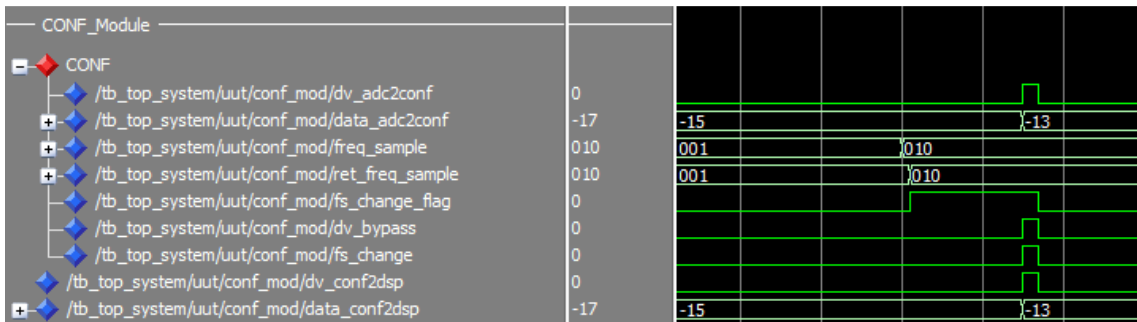 CONF_Module
CONF
/tb_top_system/uut/conf_mod/dv_adc2conf 0
/tb_top_system/uut/conf_mod/data_adc2conf -17 -15 -13
/tb_top_system/uut/conf_mod/freq_sample 010 001 010
/tb_top_system/uut/conf_mod/ret_freq_sample 010 001 010
/tb_top_system/uut/conf_mod/fs_change_flag 0
/tb_top_system/uut/conf_mod/dv_bypass 0
/tb_top_system/uut/conf_mod/fs_change 0
/tb_top_system/uut/conf_mod/dv_conf2dsp 0
/tb_top_system/uut/conf_mod/data_conf2dsp -17 -15 -13